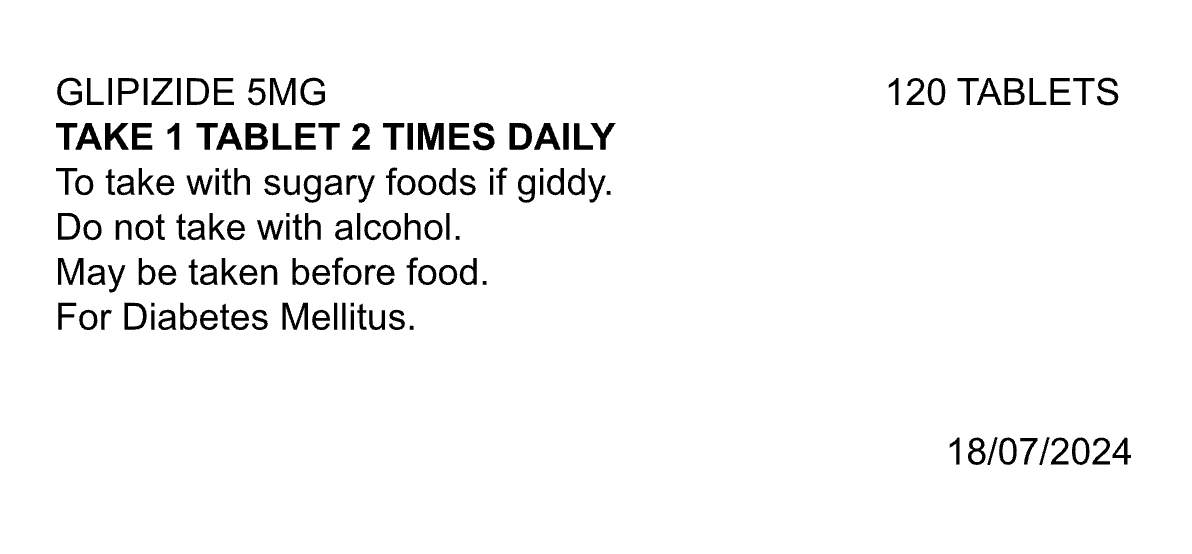 GLIPIZIDE 5MG 120 TABLETS
TAKE 1 TABLET 2 TIMES DAILY
To take with sugary foods if giddy.
Do not take with alcohol.
May be taken before food.
For Diabetes Mellitus.
18/07/2024